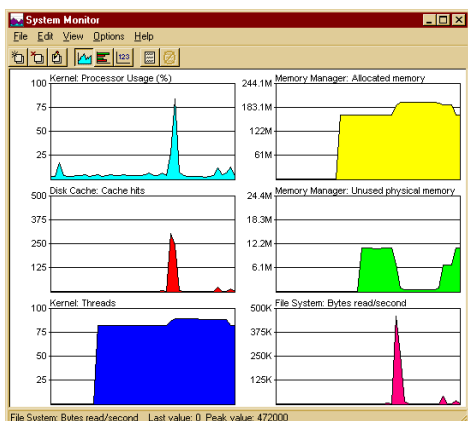 System Monitor
File Edit View Options Help
123
Kernel: Processor Usage (%)
100
75
50
25
Memory Manager: Allocated memory
244.1M
183.1M
122M
61M
Disk Cache: Cache hits
500
375
250
125
Memory Manager: Unused physical memory
24.4M
18.3M
12.2M
6.1M
Kernel: Threads
100
75
50
25
File System: Bytes read/second
500K
375K
250K
125K
File System: Bytes read/second Last value: 0 Peak value: 472000